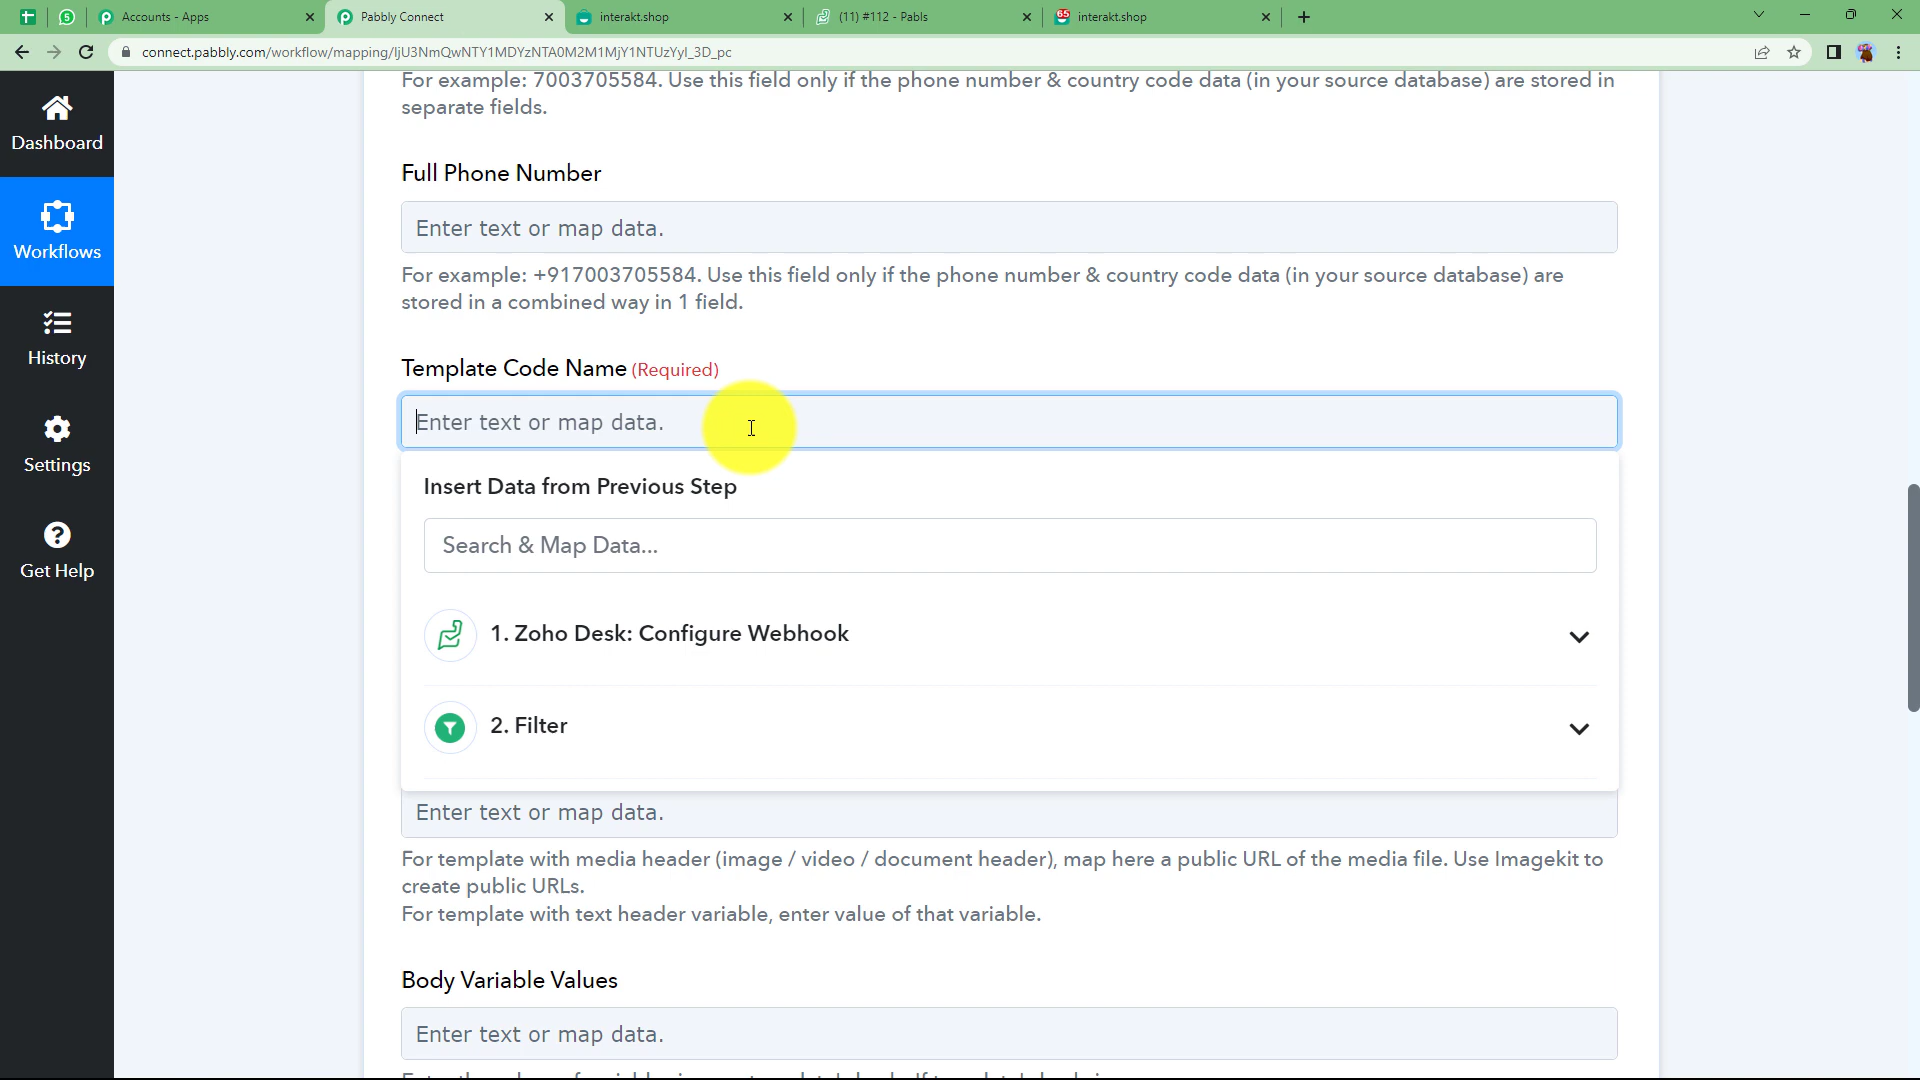 Accounts - Apps
Pabbly Connect
interakt.shop
(11) #112 - Pabls
65
interakt.shop
connect.pabbly.com/workflow/mapping/IjU3NmQwNTY1MDYzNTA0M2M1MjY1NTUzYyI_3D_pc
Dashboard
Workflows
History
Settings
Get Help
For example: 7003705584. Use this field only if the phone number & country code data (in your source database) are stored in
separate fields.
Full Phone Number
Enter text or map data.
For example: +917003705584. Use this field only if the phone number & country code data (in your source database) are
stored in a combined way in 1 field.
Template Code Name (Required)
Enter text or map data.
Insert Data from Previous Step
Search & Map Data...
1. Zoho Desk: Configure Webhook
2. Filter
Enter text or map data.
For template with media header (image / video / document header), map here a public URL of the media file. Use Imagekit to
create public URLs.
For template with text header variable, enter value of that variable.
Body Variable Values
Enter text or map data.